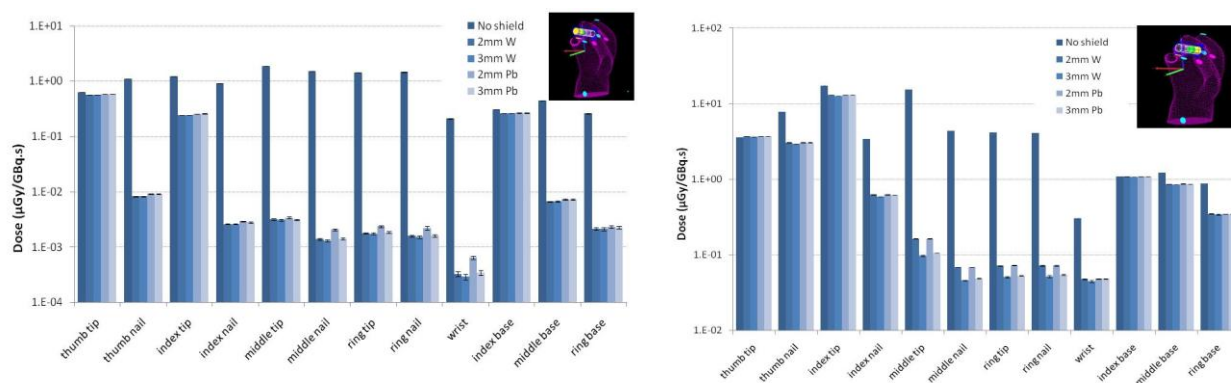 1.E+01
1.E+00
1.E-01
1.E-02
1.E-03
1.E-04
Dose (µGy/GBq.s)
No shield
2mm W
3mm W
2mm Pb
3mm Pb
thumb tip
thumb nail
index tip
index nail
middle tip
middle nail
ring tip
ring nail
wrist
index base
middle base
ring base
1.E+02
1.E+01
1.E+00
1.E-01
1.E-02
Dose (µGy/GBq.s)
No shield
2mm W
3mm W
2mm Pb
3mm Pb
thumb tip
thumb nail
index tip
index nail
middle tip
middle nail
ring tip
ring nail
wrist
index base
middle base
ring base